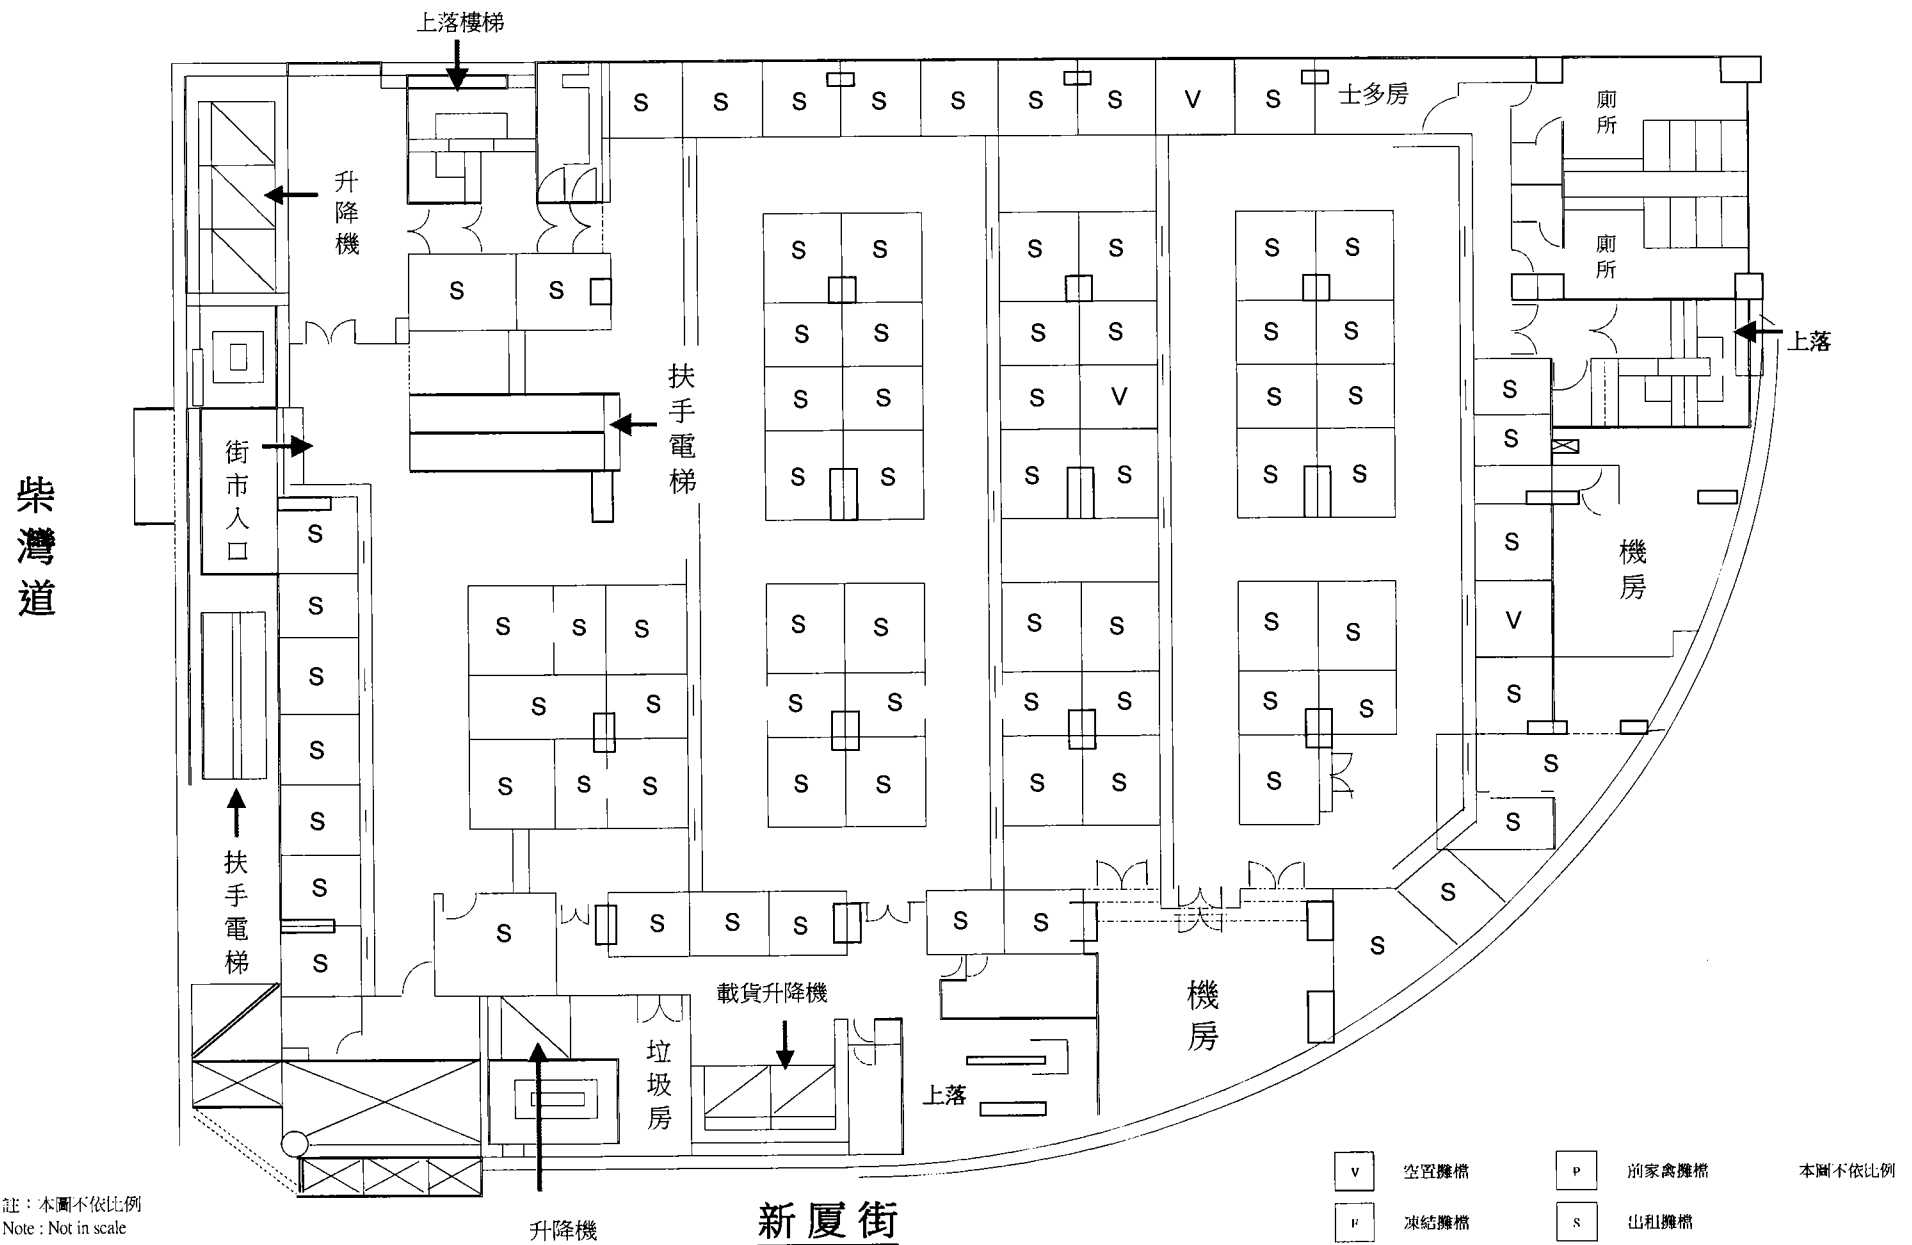 上落樓梯
S S S S S S S V S 士多房
廁所
升降機
S S S S S S
廁所
S S
S S S S S S
上落
扶手電梯
S S S V S S S
街市人口
S S S S S S S
S
S
機房
柴灣道
S
S S S S S S S S S V
S
S S S S S S S S S
S
S S S S S S S S S
S
S
S
扶手電梯
S
S S S S S S S S
S
S
載貨升降機
機房
垃圾房
上落
升降機
新厦街
V 空置攤檔
P 前家禽攤檔
本圖不依比例
F 凍結攤檔
S 出租攤檔
註：本圖不依比例
Note : Not in scale